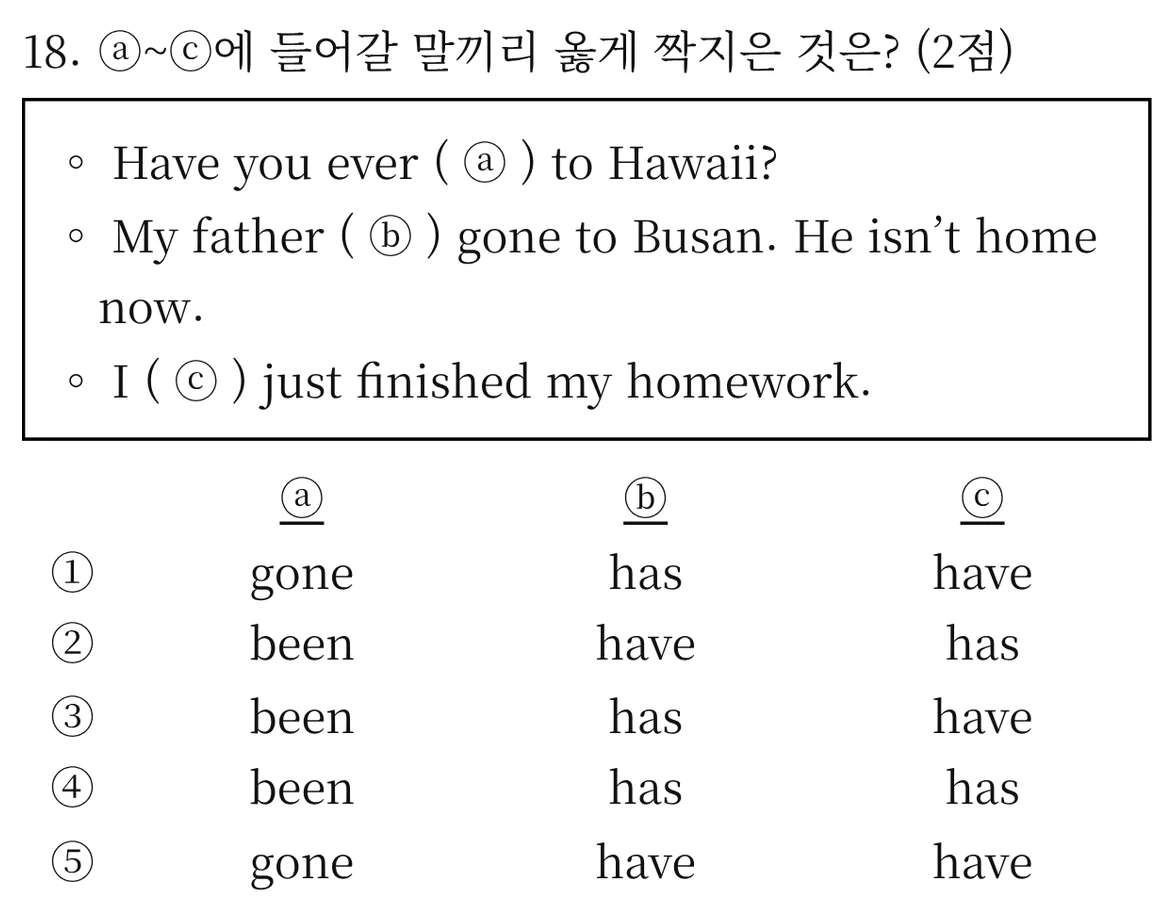 18. ⓐ~ⓒ에 들어갈 말끼리 옳게 짝지은 것은? (2점)
◦ Have you ever ( ⓐ ) to Hawaii?
◦ My father ( ⓑ ) gone to Busan. He isn’t home
now.
◦ I ( ⓒ ) just finished my homework.
ⓐ ⓑ ⓒ
① gone has have
② been have has
③ been has have
④ been has has
⑤ gone have have